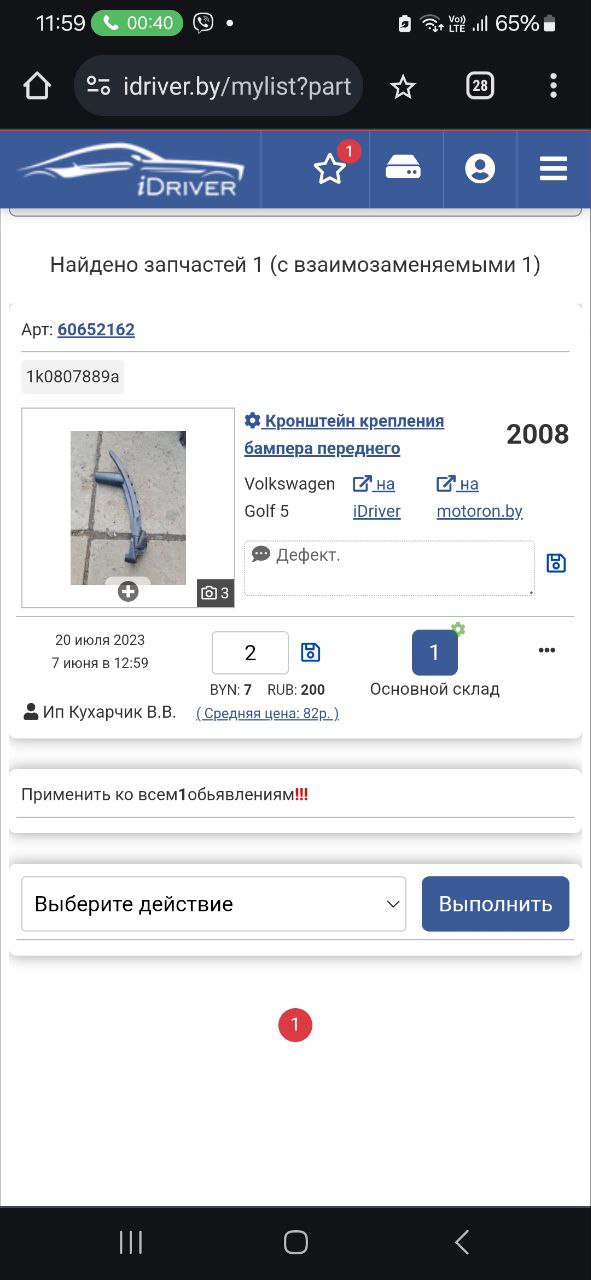 11:59 00:40 Vo)) LTE 65%
idriver.by/mylist?part 28
iDRIVER 1
Найдено запчастей 1 (с взаимозаменяемыми 1)
Арт: 60652162
1k0807889a
Кронштейн крепления
бампера переднего
2008
Volkswagen
Golf 5
на
iDriver
на
motoron.by
Дефект.
3
20 июля 2023
7 июня в 12:59
Ип Кухарчик В.В.
2
BYN: 7 RUB: 200
( Средняя цена: 82р. )
1
Основной склад
Применить ко всем1обьявлениям!!!
Выберите действие
Выполнить
1